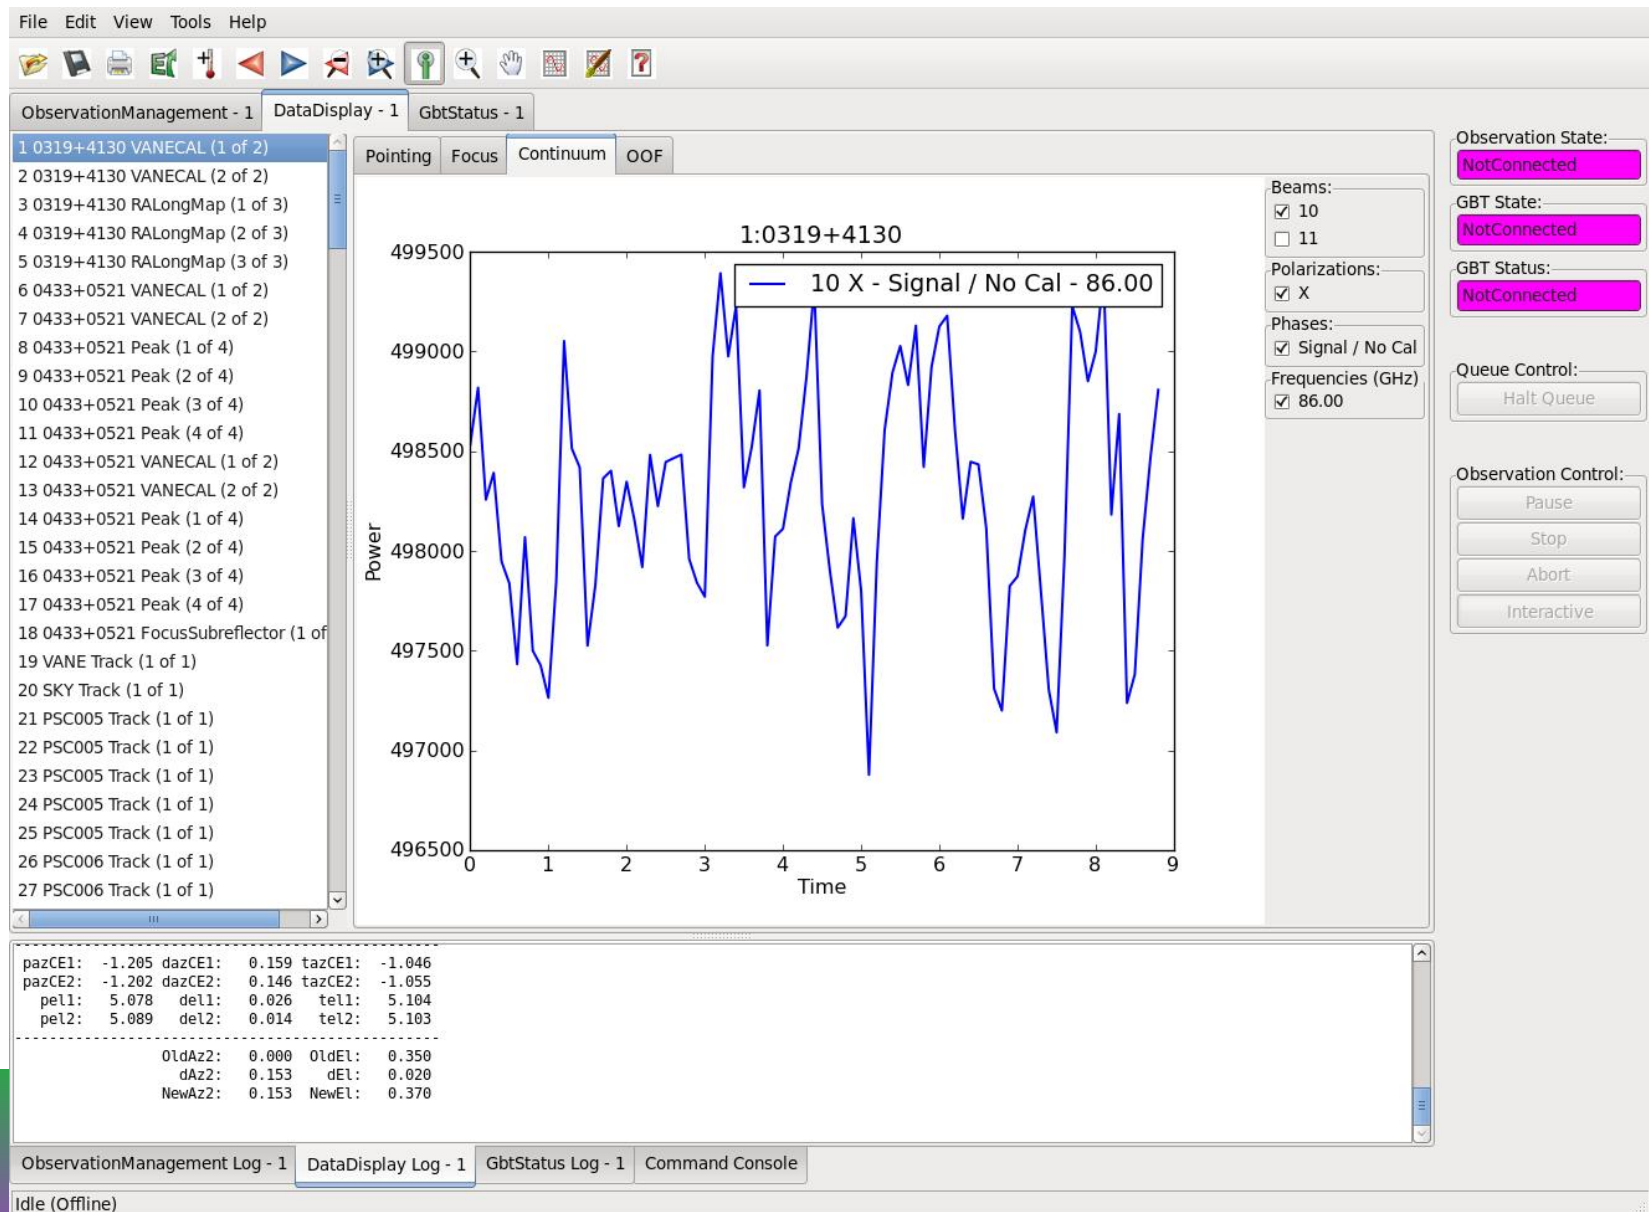 File Edit View Tools Help
ObservationManagement - 1 DataDisplay - 1 GbtStatus - 1
1 0319+4130 VANECAL (1 of 2)
2 0319+4130 VANECAL (2 of 2)
3 0319+4130 RALongMap (1 of 3)
4 0319+4130 RALongMap (2 of 3)
5 0319+4130 RALongMap (3 of 3)
6 0433+0521 VANECAL (1 of 2)
7 0433+0521 VANECAL (2 of 2)
8 0433+0521 Peak (1 of 4)
9 0433+0521 Peak (2 of 4)
10 0433+0521 Peak (3 of 4)
11 0433+0521 Peak (4 of 4)
12 0433+0521 VANECAL (1 of 2)
13 0433+0521 VANECAL (2 of 2)
14 0433+0521 Peak (1 of 4)
15 0433+0521 Peak (2 of 4)
16 0433+0521 Peak (3 of 4)
17 0433+0521 Peak (4 of 4)
18 0433+0521 FocusSubreflector (1 of
19 VANE Track (1 of 1)
20 SKY Track (1 of 1)
21 PSC005 Track (1 of 1)
22 PSC005 Track (1 of 1)
23 PSC005 Track (1 of 1)
24 PSC005 Track (1 of 1)
25 PSC005 Track (1 of 1)
26 PSC006 Track (1 of 1)
27 PSC006 Track (1 of 1)
Pointing Focus Continuum OOF
1:0319+4130
10 X - Signal / No Cal - 86.00
499500
499000
498500
498000
497500
497000
496500
Power
0 1 2 3 4 5 6 7 8 9
Time
Beams:
10
11
Polarizations:
X
Phases:
Signal / No Cal
Frequencies (GHz)
86.00
Observation State:
NotConnected
GBT State:
NotConnected
GBT Status:
NotConnected
Queue Control:
Halt Queue
Observation Control:
Pause
Stop
Abort
Interactive
pazCE1: -1.205 dazCE1: 0.159 tazCE1: -1.046
pazCE2: -1.202 dazCE2: 0.146 tazCE2: -1.055
pel1: 5.078 del1: 0.026 tel1: 5.104
pel2: 5.089 del2: 0.014 tel2: 5.103
OldAz2: 0.000 OldEl: 0.350
dAz2: 0.153 dEl: 0.020
NewAz2: 0.153 NewEl: 0.370
ObservationManagement Log - 1 DataDisplay Log - 1 GbtStatus Log - 1 Command Console
Idle (Offline)